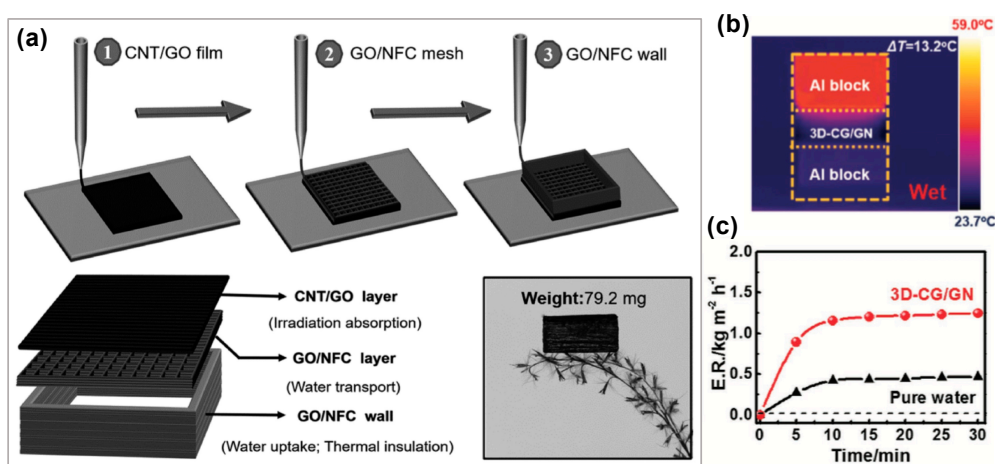 (a)
1 CNT/GO film
2 GO/NFC mesh
3 GO/NFC wall
CNT/GO layer
(Irradiation absorption)
GO/NFC layer
(Water transport)
GO/NFC wall
(Water uptake; Thermal insulation)
Weight:79.2 mg
(b)
59.0°C
ΔT=13.2°C
Al block
3D-CG/GN
Al block
Wet
23.7°C
(c)
E.R./kg m⁻² h⁻¹
2.0
1.5
1.0
0.5
0.0
3D-CG/GN
Pure water
0 5 10 15 20 25 30
Time/min